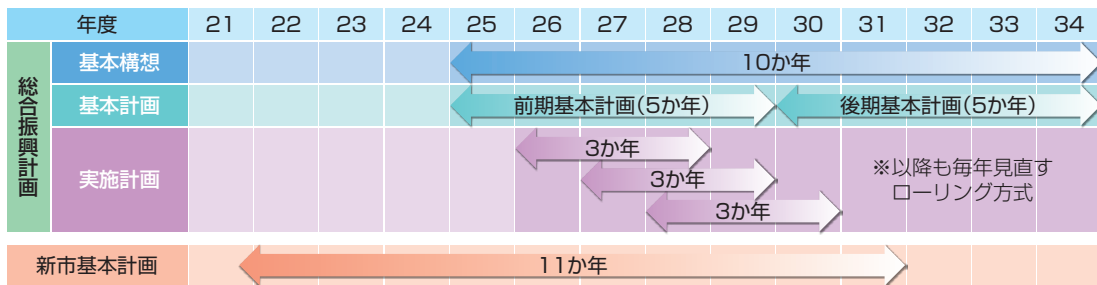 年度 21 22 23 24 25 26 27 28 29 30 31 32 33 34
総合振興計画
基本構想 10か年
基本計画 前期基本計画(5か年) 後期基本計画(5か年)
実施計画
3か年
3か年
3か年
※以降も毎年見直す
ローリング方式
新市基本計画 11か年